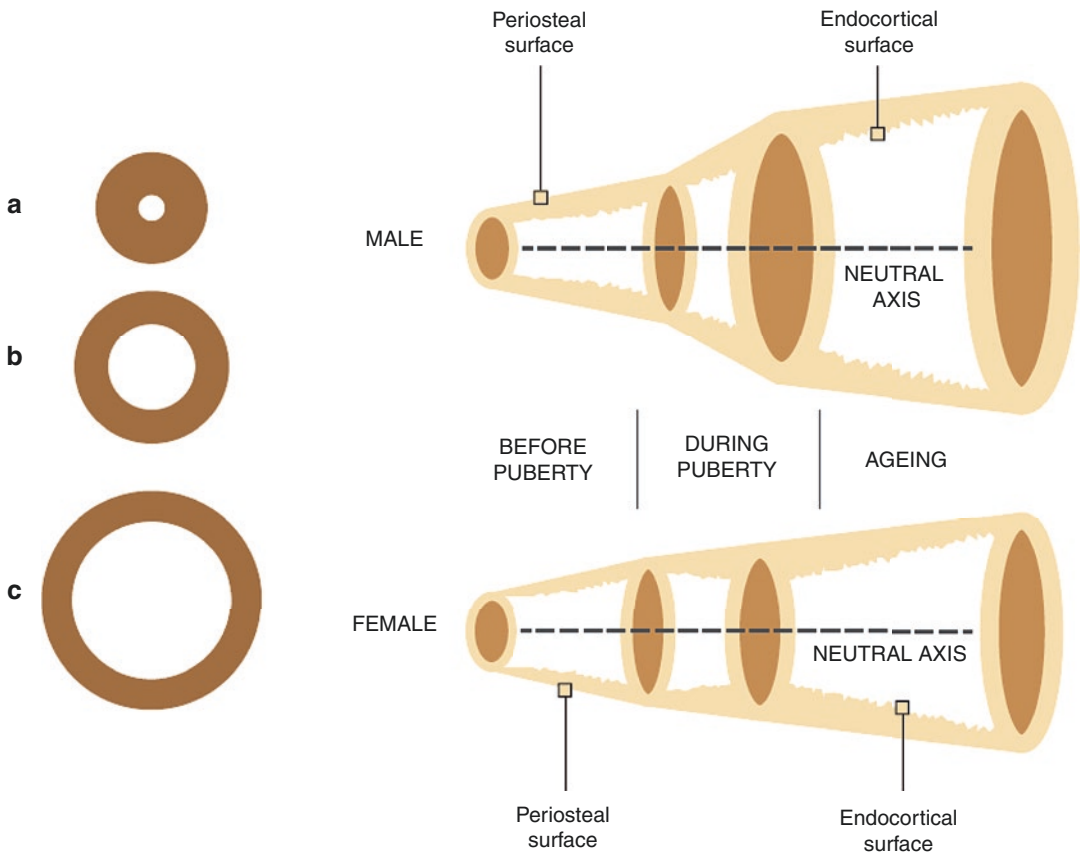 Periosteal
surface
Endocortical
surface
a
MALE
NEUTRAL
AXIS
b
BEFORE
PUBERTY
DURING
PUBERTY
AGEING
c
FEMALE
NEUTRAL AXIS
Periosteal
surface
Endocortical
surface